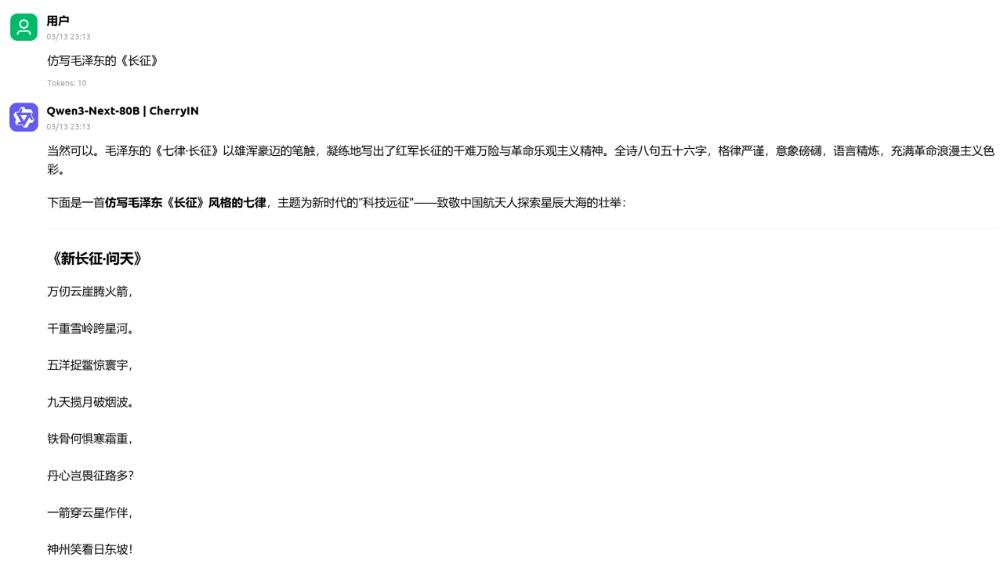 用户
03/13 23:13
仿写毛泽东的《长征》
Tokens: 10
Qwen3-Next-80B | CherryIN
03/13 23:13
当然可以。毛泽东的《七律·长征》以雄浑豪迈的笔触，凝练地写出了红军长征的千难万险与革命乐观主义精神。全诗八句五十六字，格律严谨，意象磅礴，语言精炼，充满革命浪漫主义色
彩。
下面是一首仿写毛泽东《长征》风格的七律，主题为新时代的“科技远征”——致敬中国航天人探索星辰大海的壮举：
《新长征·问天》
万仞云崖腾火箭，
千重雪岭跨星河。
五洋捉鳖惊寰宇，
九天揽月破烟波。
铁骨何惧寒霜重，
丹心岂畏征路多？
一箭穿云星作伴，
神州笑看日东坡！